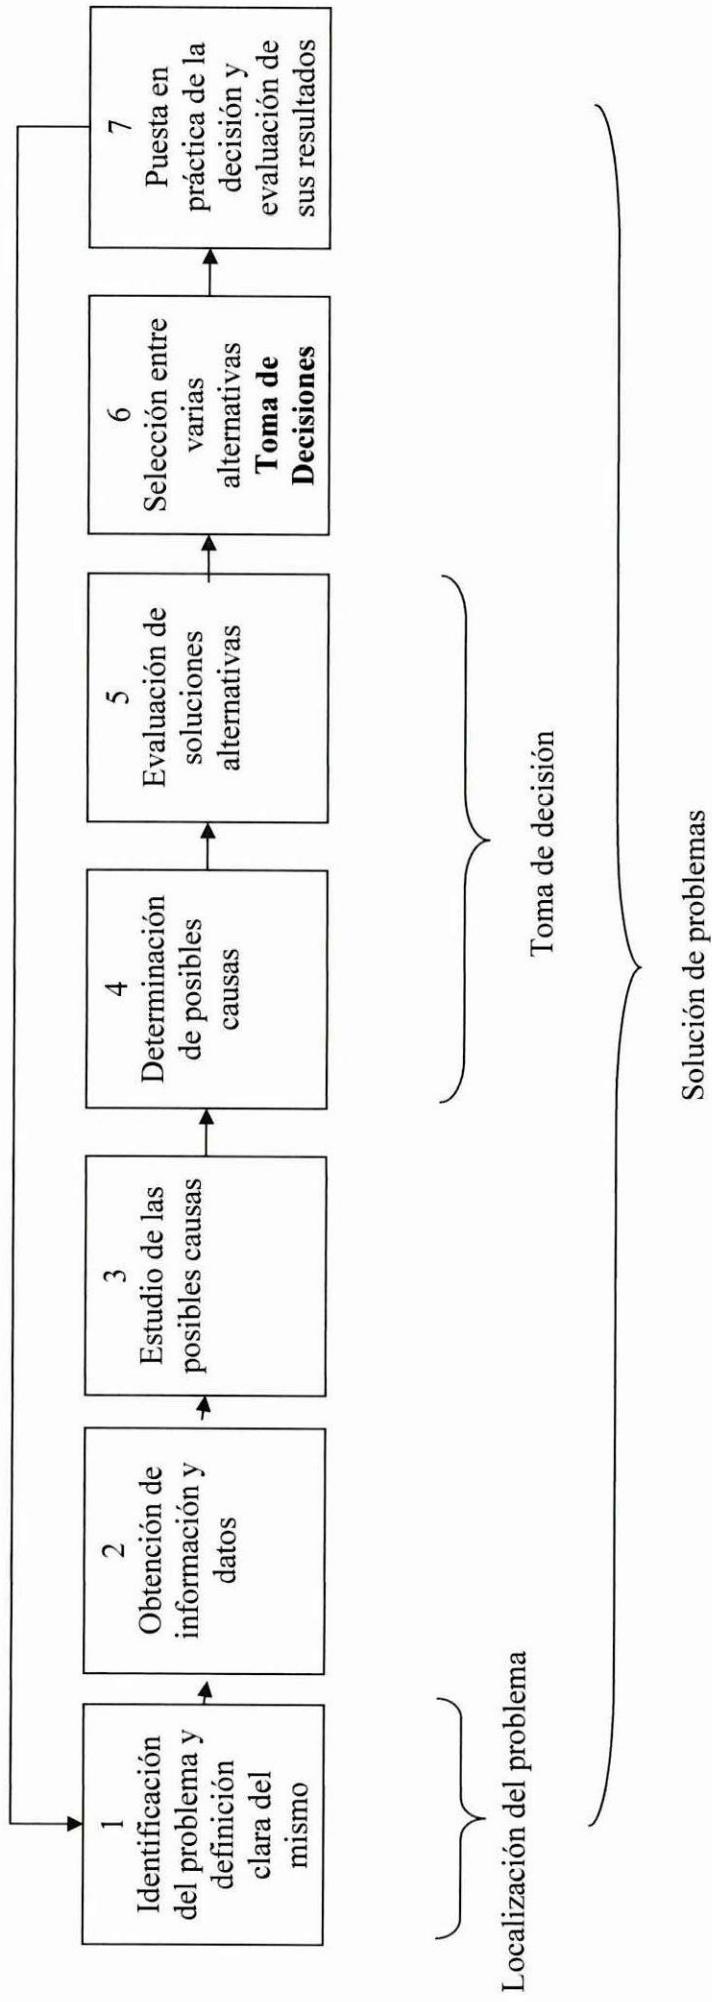 1
Identificación
del problema y
definición
clara del
mismo
2
Obtención de
información y
datos
3
Estudio de las
posibles causas
4
Determinación
de posibles
causas
5
Evaluación de
soluciones
alternativas
6
Selección entre
varias
alternativas
Toma de
Decisiones
7
Puesta en
práctica de la
decisión y
evaluación de
sus resultados
Localización del problema
Toma de decisión
Solución de problemas